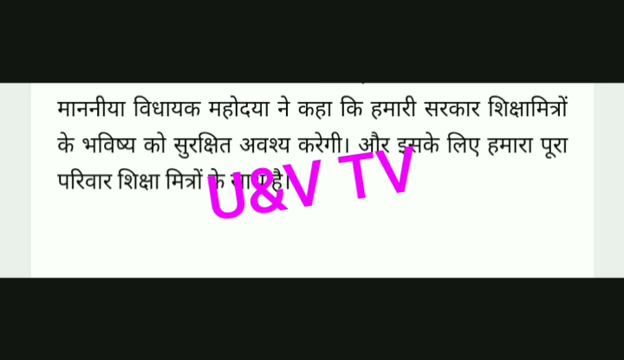 माननीया विधायक महोदया ने कहा कि हमारी सरकार शिक्षामित्रों
के भविष्य को सुरक्षित अवश्य करेगी। और इसके लिए हमारा पूरा
परिवार शिक्षा मित्रों के साथ है।
U&V TV